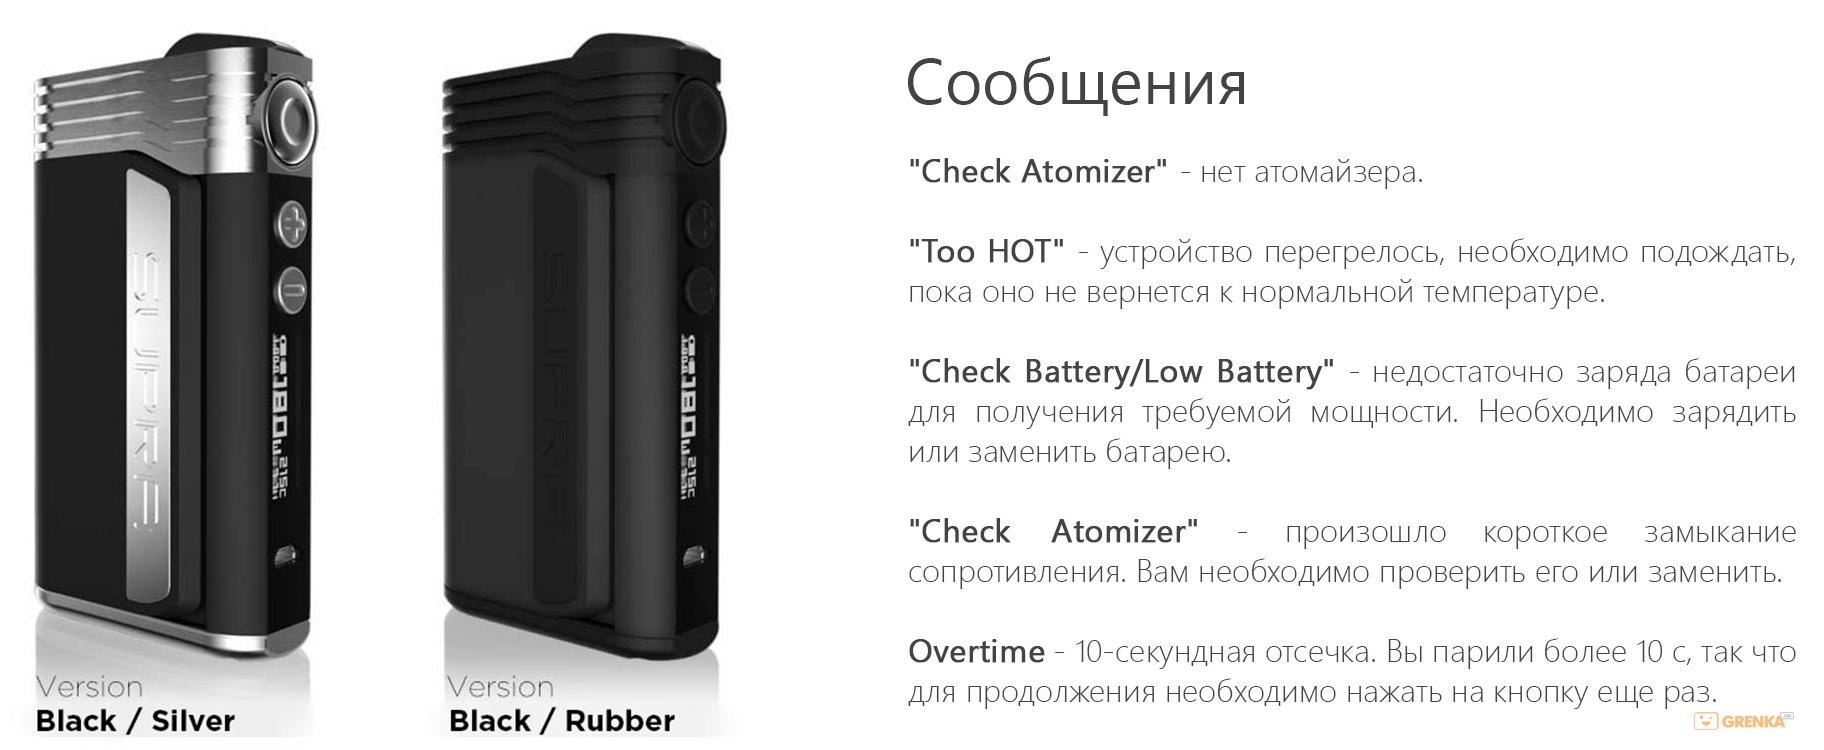 Сообщения
"Check Atomizer" - нет атомайзера.
"Too HOT" - устройство перегрелось, необходимо подождать,
пока оно не вернется к нормальной температуре.
"Check Battery/Low Battery" - недостаточно заряда батареи
для получения требуемой мощности. Необходимо зарядить
или заменить батарею.
"Check Atomizer" - произошло короткое замыкание
сопротивления. Вам необходимо проверить его или заменить.
Overtime - 10-секундная отсечка. Вы парили более 10 с, так что
для продолжения необходимо нажать на кнопку еще раз.
Version
Black / Silver
Version
Black / Rubber
GRENKA